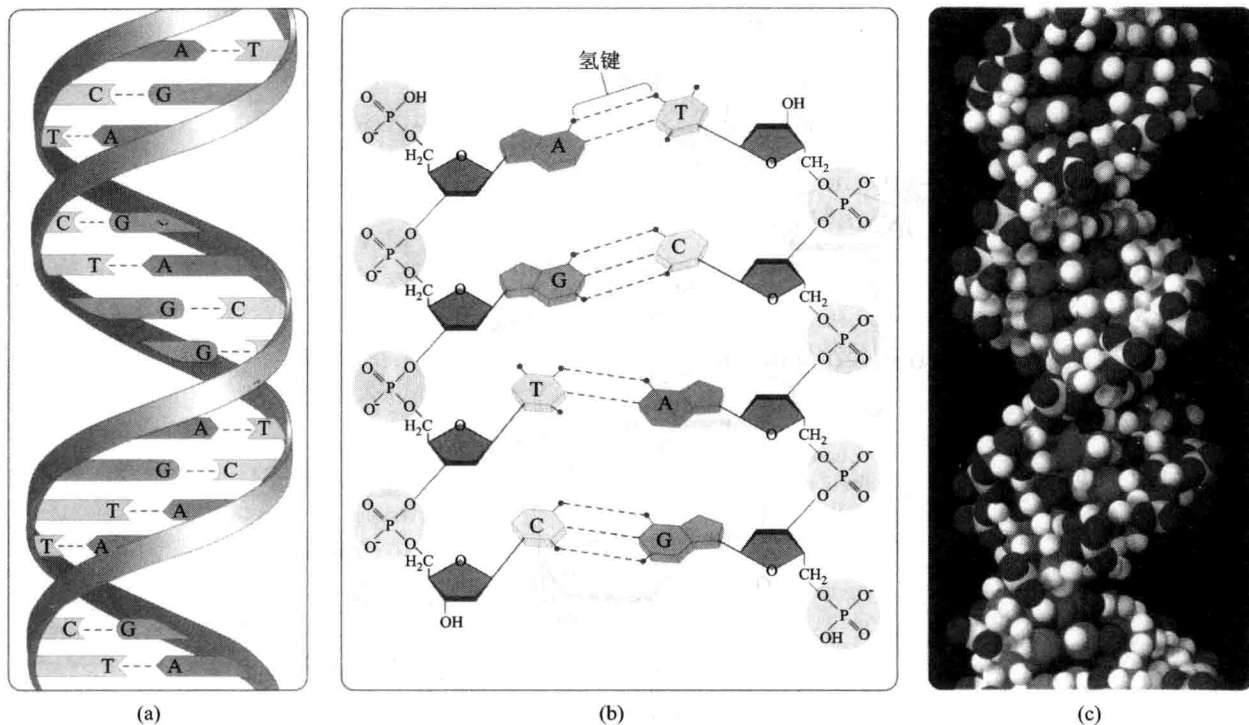 A T
C G
T A
C G
T A
G C
G
A T
G C
T A
T A
C G
T A
(a)
氢键
O OH
P
O⁻ O
H₂C O
A T
OH
O CH₂
O O⁻
P
O O
O O
P
O⁻ O
H₂C O
G C
O CH₂
O O⁻
P
O O
O O
P
O⁻ O
H₂C O
T A
O CH₂
O O⁻
P
O O
O O
P
O⁻ O
H₂C O
C G
O CH₂
OH
O O⁻
P
OH O
(b)
(c)